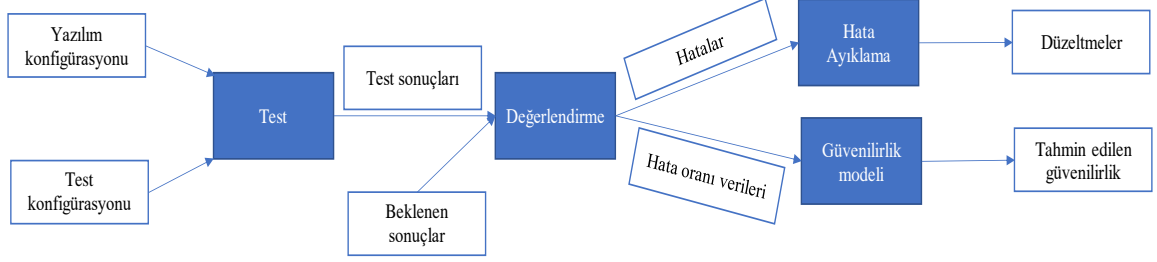 Yazılım
konfigürasyonu
Test
konfigürasyonu
Test
Test sonuçları
Beklenen
sonuçlar
Değerlendirme
Hatalar
Hata oranı verileri
Hata
Ayıklama
Güvenilirlik
modeli
Düzeltmeler
Tahmin edilen
güvenilirlik